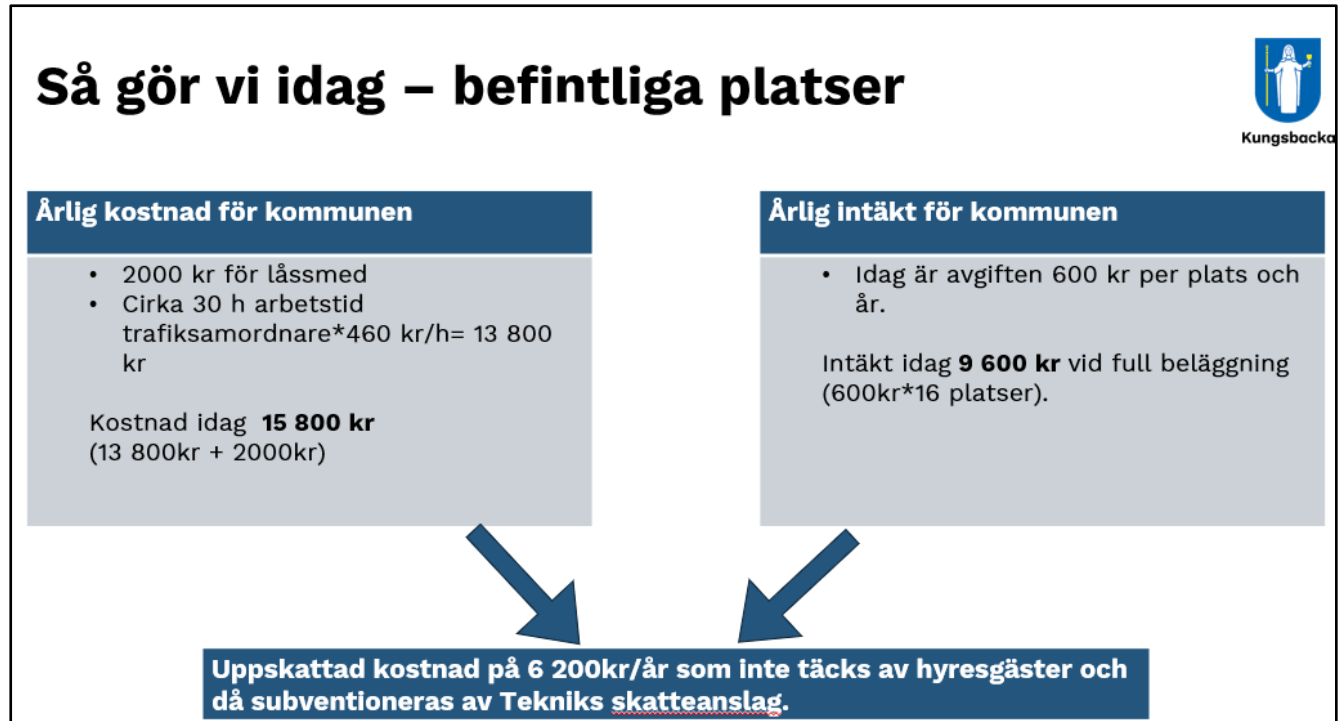 Så gör vi idag – befintliga platser
Kungsbacka
Årlig kostnad för kommunen
• 2000 kr för låssmed
• Cirka 30 h arbetstid
trafiksamordnare*460 kr/h= 13 800
kr
Kostnad idag 15 800 kr
(13 800kr + 2000kr)
Årlig intäkt för kommunen
• Idag är avgiften 600 kr per plats och
år.
Intäkt idag 9 600 kr vid full beläggning
(600kr*16 platser).
Uppskattad kostnad på 6 200kr/år som inte täcks av hyresgäster och
då subventioneras av Tekniks skatteanslag.